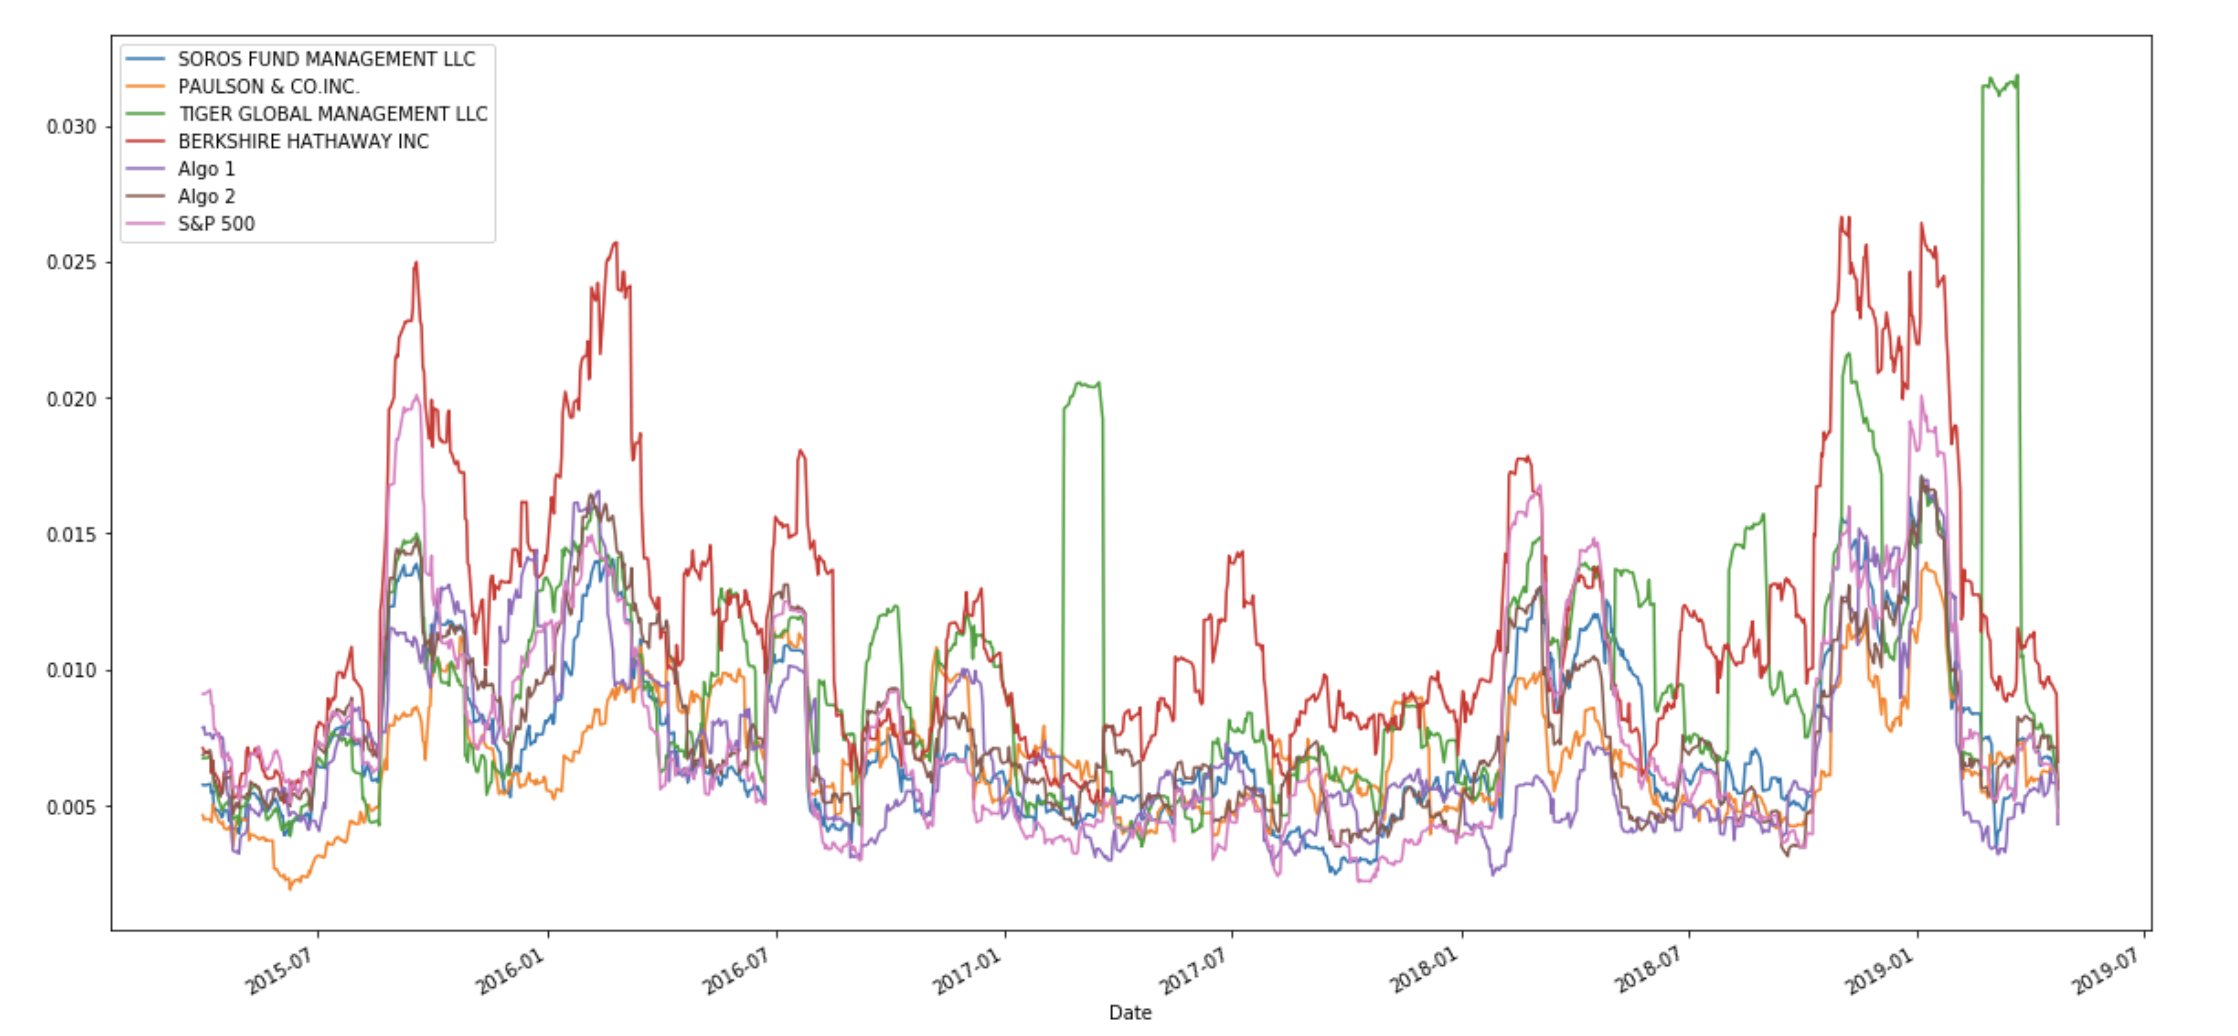 SOROS FUND MANAGEMENT LLC
PAULSON & CO.INC.
TIGER GLOBAL MANAGEMENT LLC
BERKSHIRE HATHAWAY INC
Algo 1
Algo 2
S&P 500
0.030
0.025
0.020
0.015
0.010
0.005
2015-07
2016-01
2016-07
2017-01
2017-07
2018-01
2018-07
2019-01
2019-07
Date